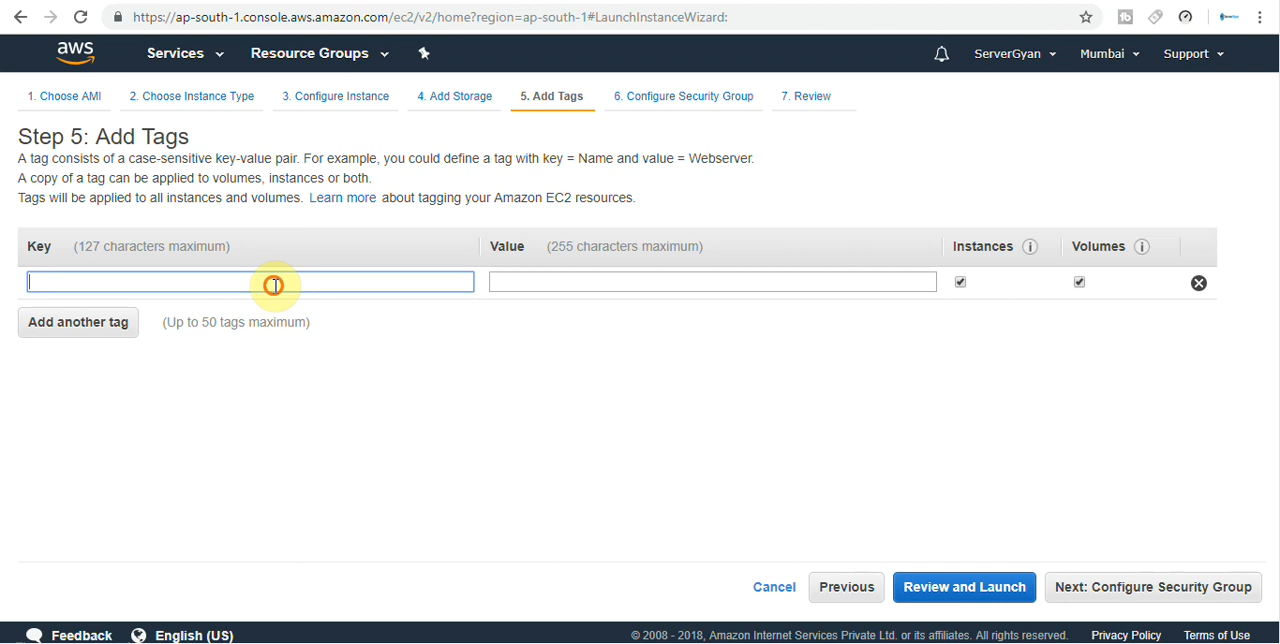 https://ap-south-1.console.aws.amazon.com/ec2/v2/home?region=ap-south-1#LaunchInstanceWizard:
aws Services Resource Groups ServerGyan Mumbai Support
1. Choose AMI 2. Choose Instance Type 3. Configure Instance 4. Add Storage 5. Add Tags 6. Configure Security Group 7. Review
Step 5: Add Tags
A tag consists of a case-sensitive key-value pair. For example, you could define a tag with key = Name and value = Webserver.
A copy of a tag can be applied to volumes, instances or both.
Tags will be applied to all instances and volumes. Learn more about tagging your Amazon EC2 resources.
Key (127 characters maximum) Value (255 characters maximum) Instances i Volumes i
Add another tag (Up to 50 tags maximum)
Cancel Previous Review and Launch Next: Configure Security Group
Feedback English (US) © 2008 - 2018, Amazon Internet Services Private Ltd. or its affiliates. All rights reserved. Privacy Policy Terms of Use